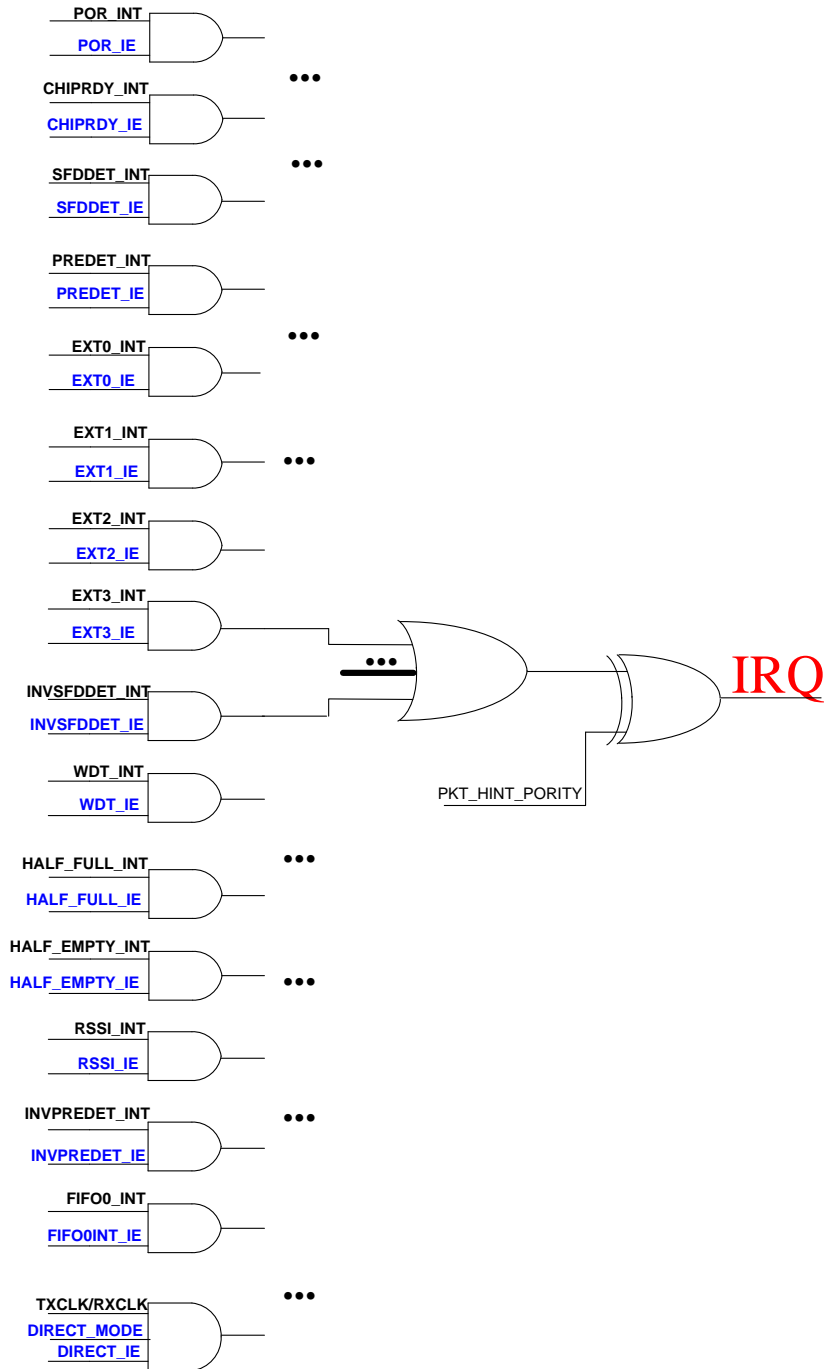 POR_INT
POR_IE
CHIPRDY_INT
CHIPRDY_IE
SFDDET_INT
SFDDET_IE
PREDET_INT
PREDET_IE
EXT0_INT
EXT0_IE
EXT1_INT
EXT1_IE
EXT2_INT
EXT2_IE
EXT3_INT
EXT3_IE
INVSFDDET_INT
INVSFDDET_IE
IRQ
WDT_INT
WDT_IE
PKT_HINT_PORITY
HALF_FULL_INT
HALF_FULL_IE
HALF_EMPTY_INT
HALF_EMPTY_IE
RSSI_INT
RSSI_IE
INVPREDET_INT
INVPREDET_IE
FIFO0_INT
FIFO0INT_IE
TXCLK/RXCLK
DIRECT_MODE
DIRECT_IE